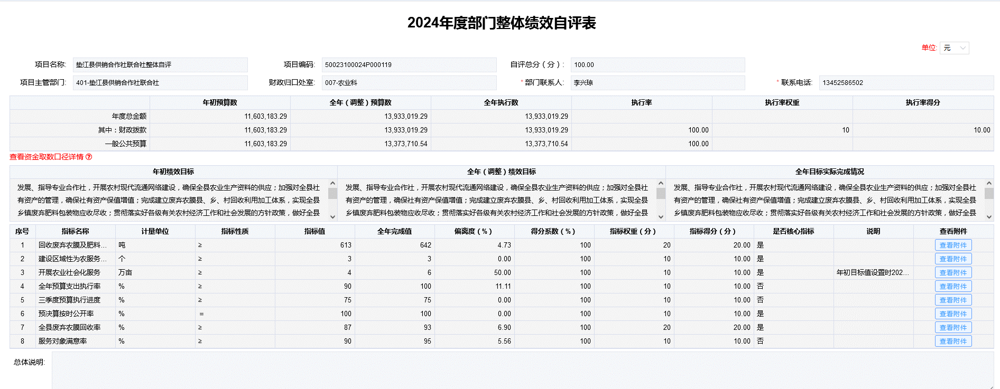 2024年度部门整体绩效自评表
单位: 元
项目名称: 垫江县供销合作社联合社整体自评 项目编码: 50023100024P000119 自评总分（分）: 100.00
项目主管部门: 401-垫江县供销合作社联合社 财政归口处室: 007-农业科 * 部门联系人: 李兴琼 * 联系电话: 13452586502
年初预算数 全年（调整）预算数 全年执行数 执行率 执行率权重 执行率得分
年度总金额 11,603,183.29 13,933,019.29 13,933,019.29
其中：财政拨款 11,603,183.29 13,933,019.29 13,933,019.29 100.00 10 10.00
一般公共预算 11,603,183.29 13,373,710.54 13,373,710.54 100.00
查看资金取数口径详情 ?
年初绩效目标 全年（调整）绩效目标 全年目标实际完成情况
发展、指导专业合作社，开展农村现代流通网络建设，确保全县农业生产资料的供应；加强对全县社
有资产的管理，确保社有资产保值增值；完成建立废弃农膜县、乡、村回收利用加工体系，实现全县
乡镇废弃肥料包装物应收尽收；贯彻落实好各级有关农村经济工作和社会发展的方针政策，做好全县
发展、指导专业合作社，开展农村现代流通网络建设，确保全县农业生产资料的供应；加强对全县社
有资产的管理，确保社有资产保值增值；完成建立废弃农膜县、乡、村回收利用加工体系，实现全县
乡镇废弃肥料包装物应收尽收；贯彻落实好各级有关农村经济工作和社会发展的方针政策，做好全县
发展、指导专业合作社，开展农村现代流通网络建设，确保全县农业生产资料的供应；加强对全县社
有资产的管理，确保社有资产保值增值；完成建立废弃农膜县、乡、村回收利用加工体系，实现全县
乡镇废弃肥料包装物应收尽收；贯彻落实好各级有关农村经济工作和社会发展的方针政策，做好全县
序号 指标名称 计量单位 指标性质 指标值 全年完成值 偏离度（%） 得分系数（%） 指标权重（分） 指标得分（分） 是否核心指标 说明 查看附件
1 回收废弃农膜及肥料... 吨 ≥ 613 642 4.73 100 20 20.00 是 查看附件
2 建设区域性为农服务... 个 ≥ 3 3 0.00 100 10 10.00 是 查看附件
3 开展农业社会化服务 万亩 ≥ 4 6 50.00 100 10 10.00 是 年初目标值设置时202... 查看附件
4 全年预算支出执行率 % ≥ 90 100 11.11 100 10 10.00 否 查看附件
5 三季度预算执行进度 % ≥ 75 75 0.00 100 10 10.00 否 查看附件
6 预决算按时公开率 % = 100 100 0.00 100 10 10.00 是 查看附件
7 全县废弃农膜回收率 % ≥ 87 93 6.90 100 20 20.00 是 查看附件
8 服务对象满意率 % ≥ 90 95 5.56 100 10 10.00 否 查看附件
总体说明: